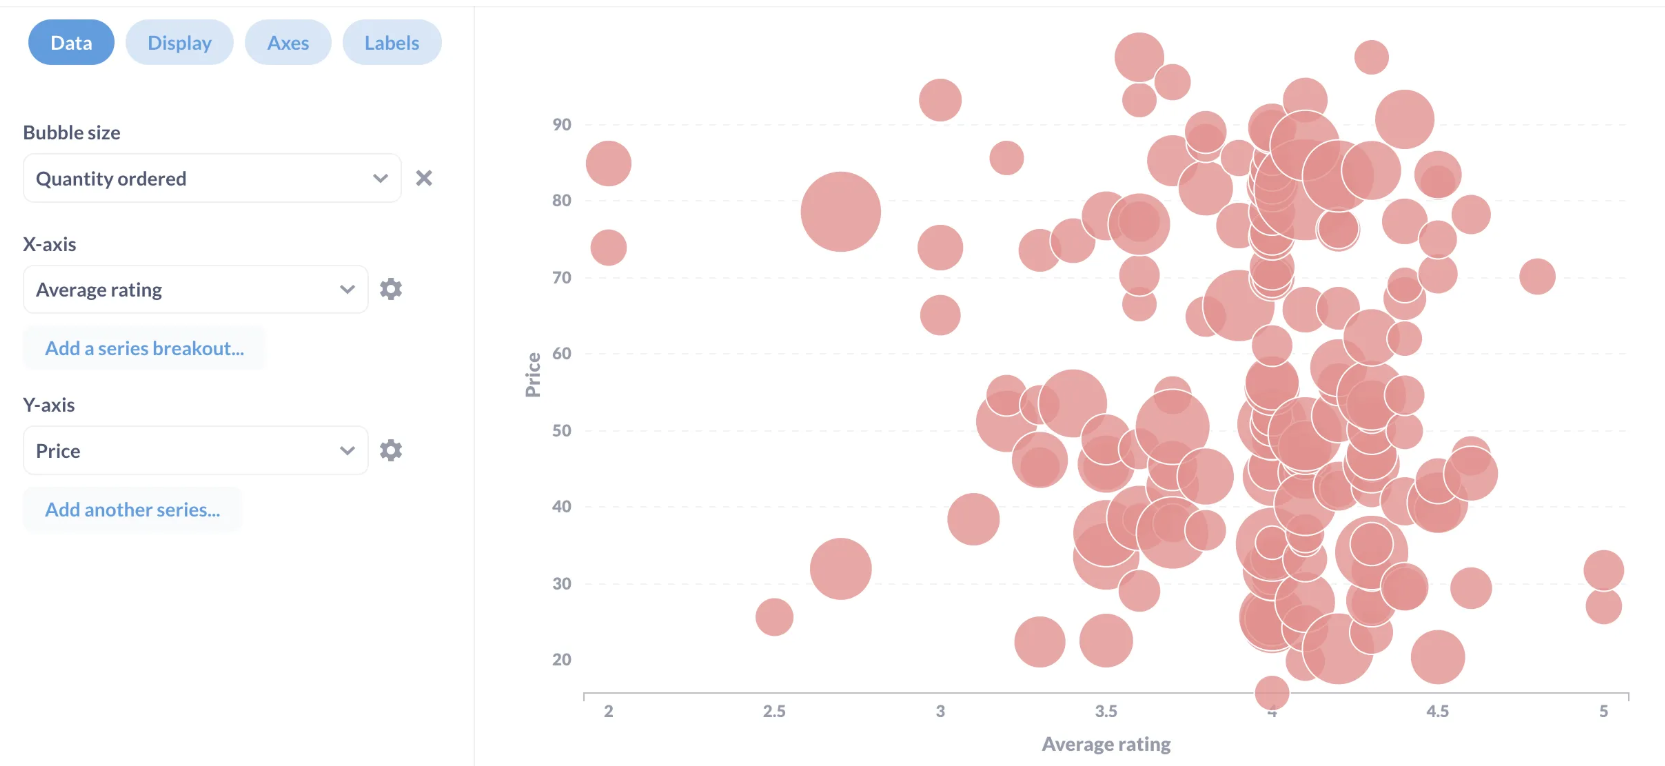 Data Display Axes Labels
Bubble size
Quantity ordered
X-axis
Average rating
Add a series breakout...
Y-axis
Price
Add another series...
Price
90
80
70
60
50
40
30
20
2 2.5 3 3.5 4 4.5 5
Average rating